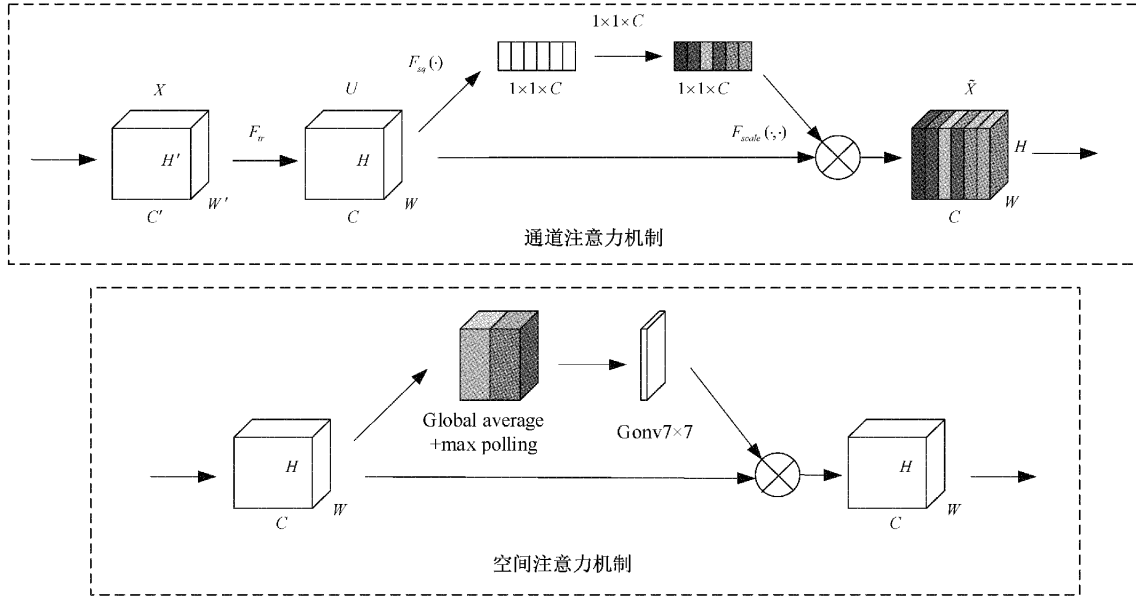 1×1×C
F_sq(·)
1×1×C
1×1×C
X
U
X̃
F_tr
F_scale(·,·)
H′
H
H
W′
W
W
C′
C
C
通道注意力机制
Global average
+max polling
Gonv7×7
H
H
W
W
C
C
空间注意力机制